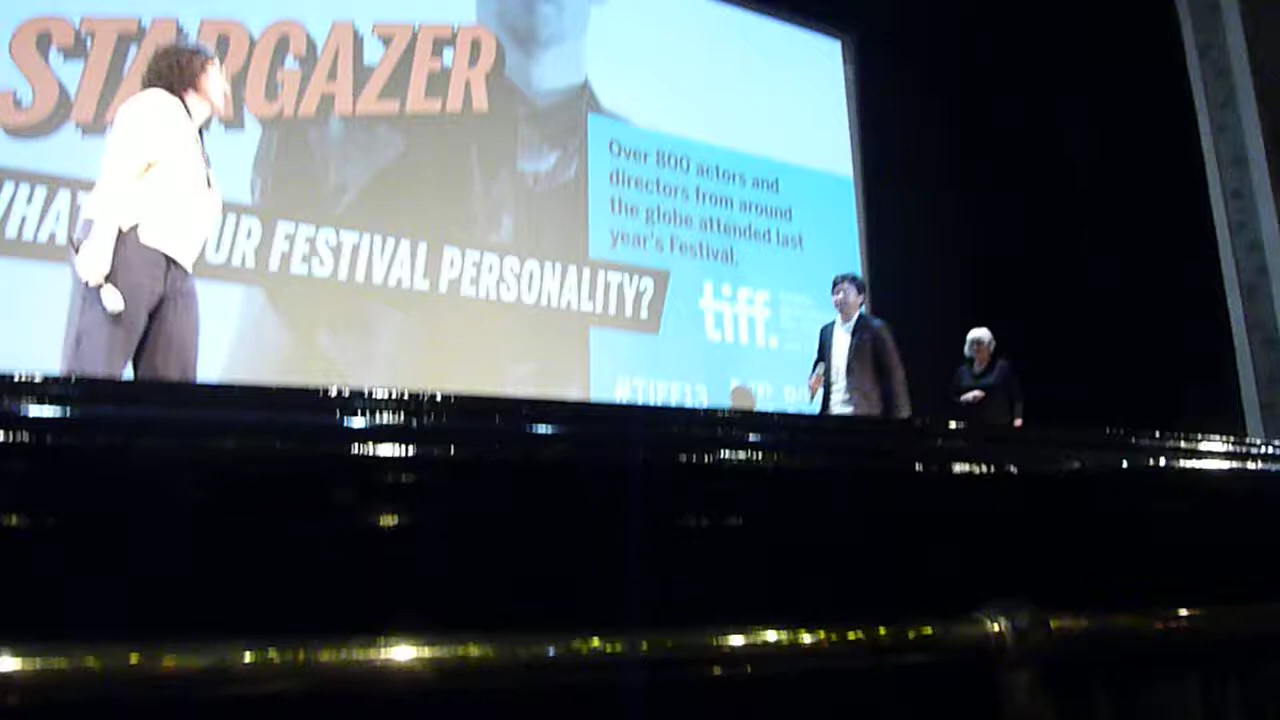 STARGAZER
WHAT UR FESTIVAL PERSONALITY?
Over 800 actors and
directors from around
the globe attended last
year's Festival.
tiff.
#TIFF13